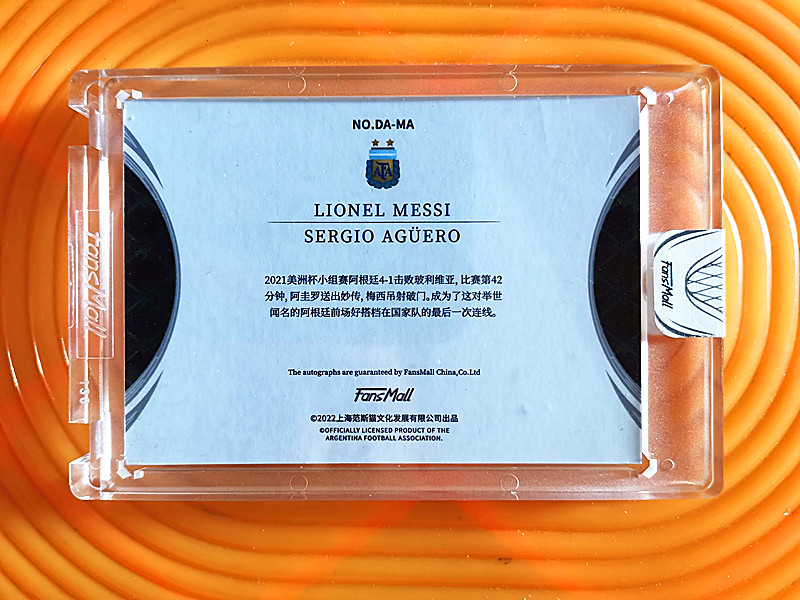 NO.DA-MA
AFA
LIONEL MESSI
SERGIO AGÜERO
2021美洲杯小组赛阿根廷4-1击败玻利维亚, 比赛第42
分钟, 阿圭罗送出妙传, 梅西吊射破门。成为了这对举世
闻名的阿根廷前场好搭档在国家队的最后一次连线。
The autographs are guaranteed by FansMall China,Co.Ltd
FansMall
©2022上海范斯猫文化发展有限公司出品
©OFFICIALLY LICENSED PRODUCT OF THE
ARGENTINA FOOTBALL ASSOCIATION.
FansMall
FansMall